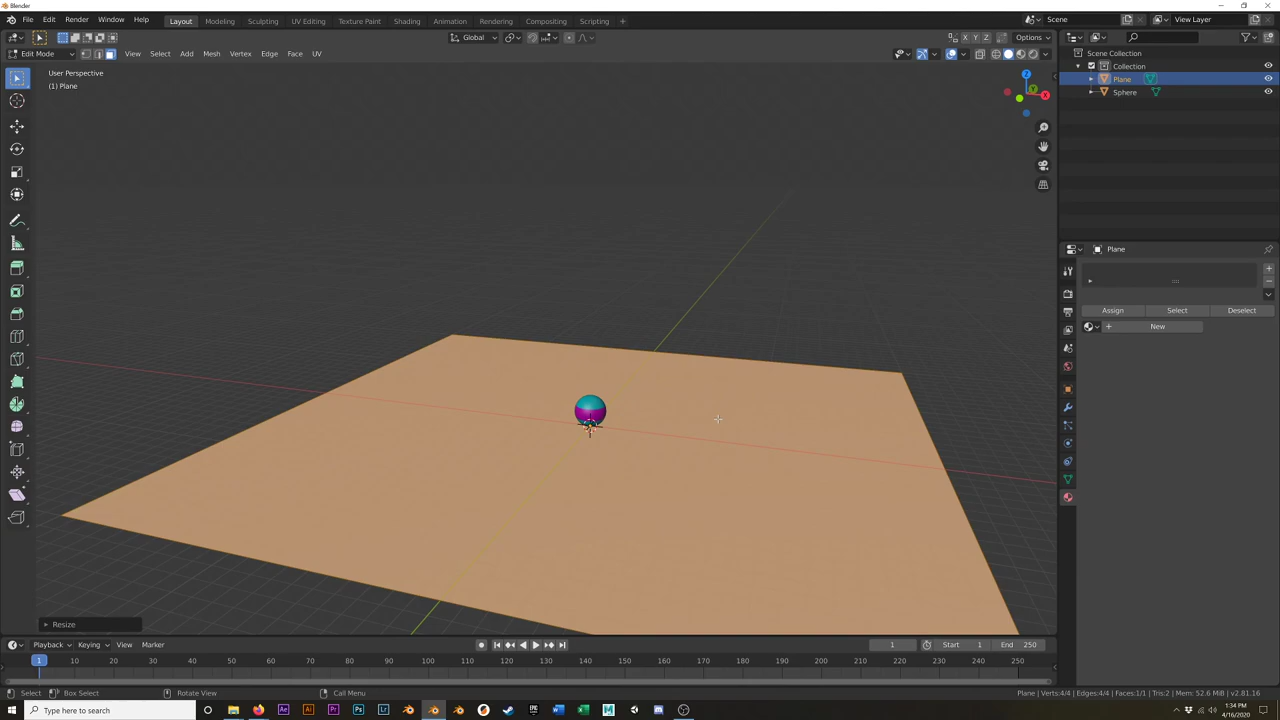 Blender
File Edit Render Window Help
Layout Modeling Sculpting UV Editing Texture Paint Shading Animation Rendering Compositing Scripting +
Scene
View Layer
Global
Options
Edit Mode
View Select Add Mesh Vertex Edge Face UV
User Perspective
(1) Plane
X Y Z
Z
Y
X
Scene Collection
Collection
Plane
Sphere
Plane
Assign Select Deselect
New
Resize
Playback Keying View Marker
1 Start 1 End 250
1 10 20 30 40 50 60 70 80 90 100 110 120 130 140 150 160 170 180 190 200 210 220 230 240 250
Select Box Select Rotate View Call Menu
Plane | Verts:4/4 | Edges:4/4 | Faces:1/1 | Tris:2 | Mem: 52.6 MiB | v2.81.16
Type here to search
Ae Ai Pr Ps Lr
1:34 PM
4/16/2020